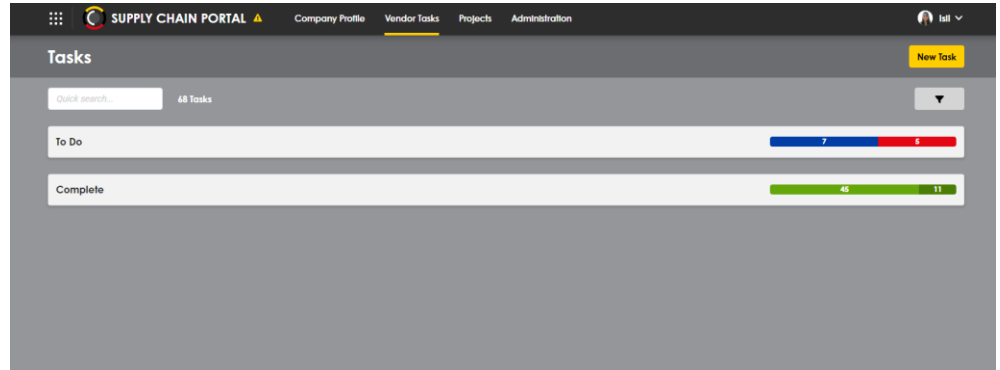 SUPPLY CHAIN PORTAL Company Profile Vendor Tasks Projects Administration Isil
Tasks New Task
Quick search... 68 Tasks
To Do 7 5
Complete 45 11